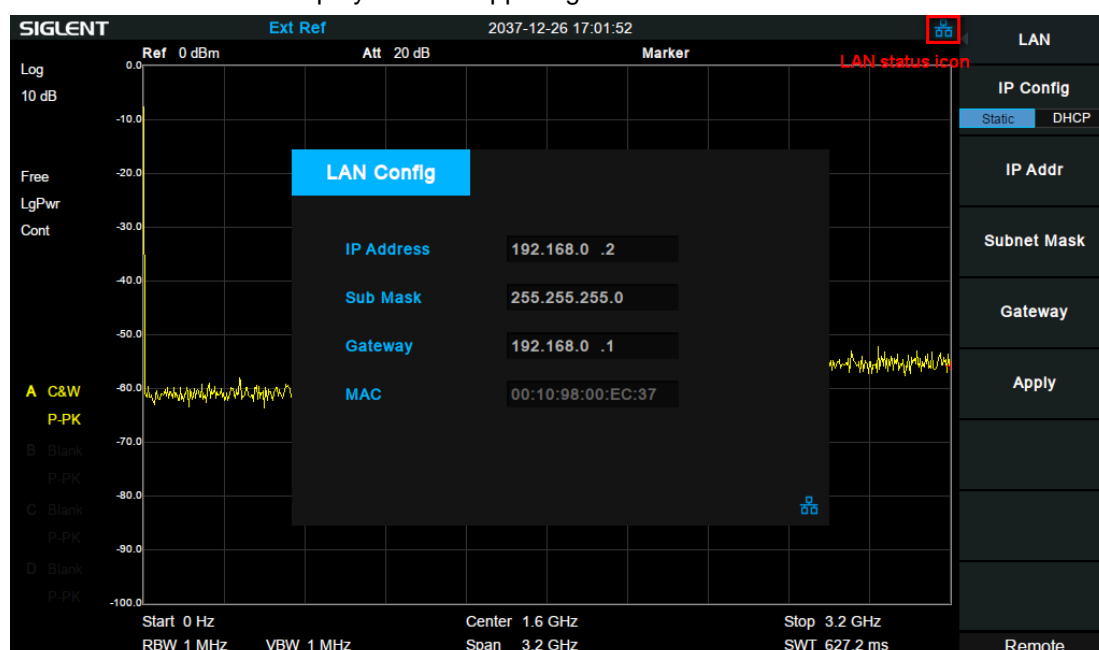 SIGLENT Ext Ref 2037-12-26 17:01:52
LAN
Ref 0 dBm Att 20 dB Marker
LAN status icon
Log
10 dB
Free
LgPwr
Cont
A C&W
P-PK
B Blank
P-PK
C Blank
P-PK
D Blank
P-PK
0.0
-10.0
-20.0
-30.0
-40.0
-50.0
-60.0
-70.0
-80.0
-90.0
-100.0
LAN Config
IP Address 192.168.0 .2
Sub Mask 255.255.255.0
Gateway 192.168.0 .1
MAC 00:10:98:00:EC:37
IP Config
Static DHCP
IP Addr
Subnet Mask
Gateway
Apply
Start 0 Hz Center 1.6 GHz Stop 3.2 GHz
RBW 1 MHz VBW 1 MHz Span 3.2 GHz SWT 627.2 ms
Remote